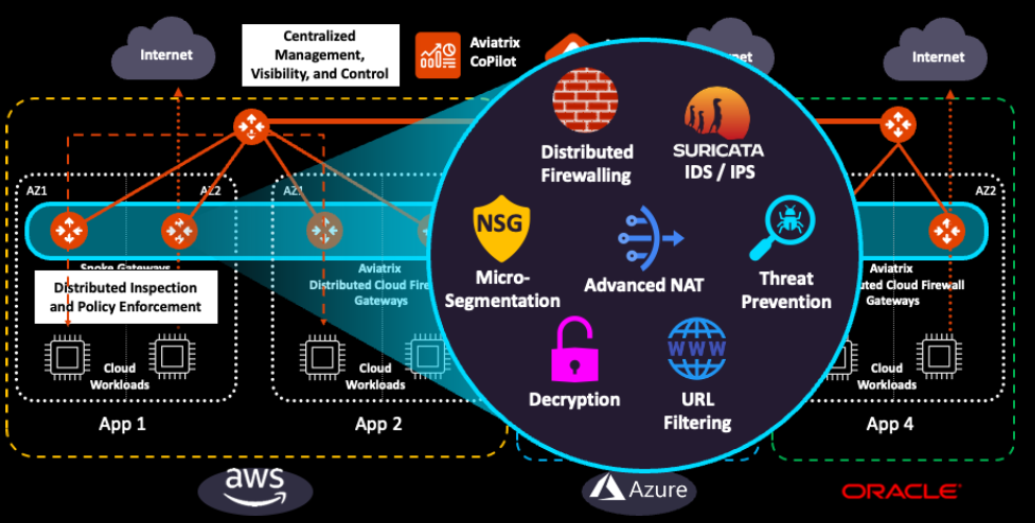 Internet
Centralized
Management,
Visibility, and Control
Aviatrix
CoPilot
Internet
Distributed
Firewalling
SURICATA
IDS / IPS
NSG
Micro-
Segmentation
Advanced NAT
Threat
Prevention
Decryption
WWW
URL
Filtering
AZ1
AZ2
AZ1
AZ2
Spoke Gateways
Distributed Inspection
and Policy Enforcement
Aviatrix
Distributed Cloud
Gateways
Aviatrix
Cloud Firewall
Gateways
Cloud
Workloads
Cloud
Workloads
Cloud
Workloads
App 1
App 2
App 4
aws
Azure
ORACLE